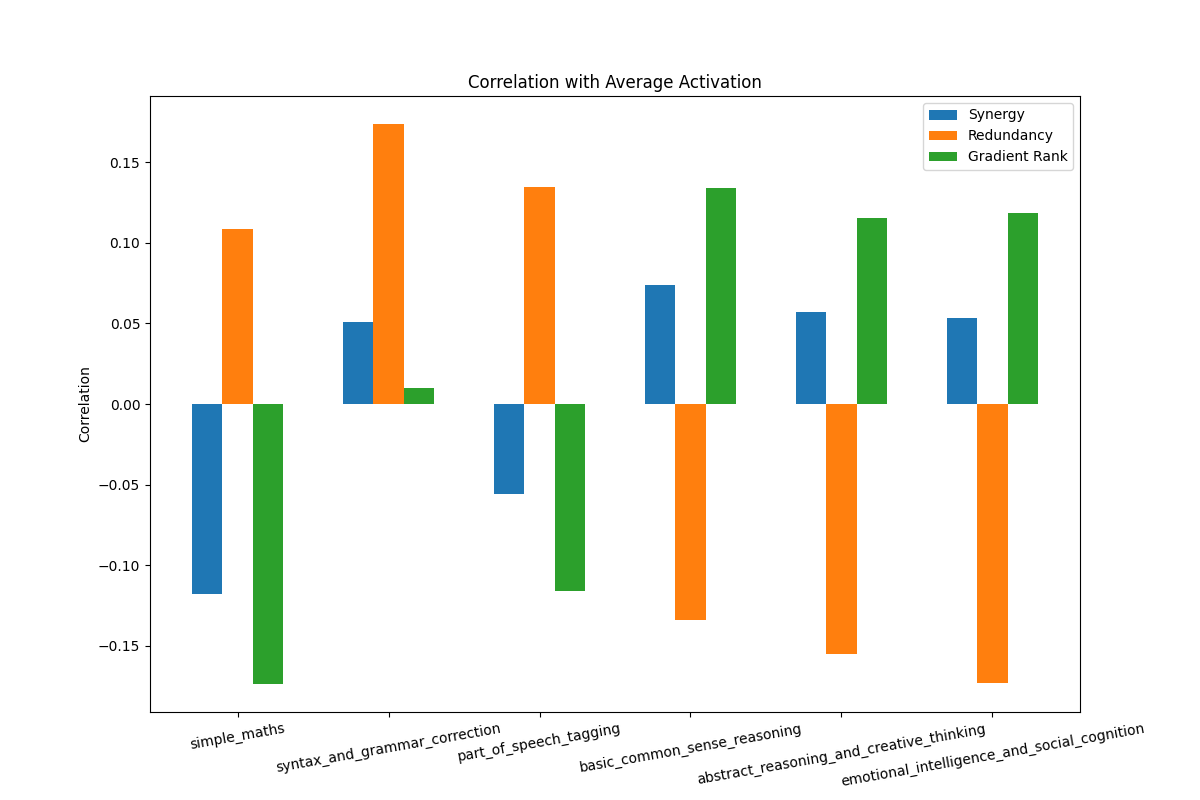 Correlation with Average Activation
Synergy
Redundancy
Gradient Rank
Correlation
0.15
0.10
0.05
0.00
−0.05
−0.10
−0.15
simple_maths
syntax_and_grammar_correction
part_of_speech_tagging
basic_common_sense_reasoning
abstract_reasoning_and_creative_thinking
emotional_intelligence_and_social_cognition